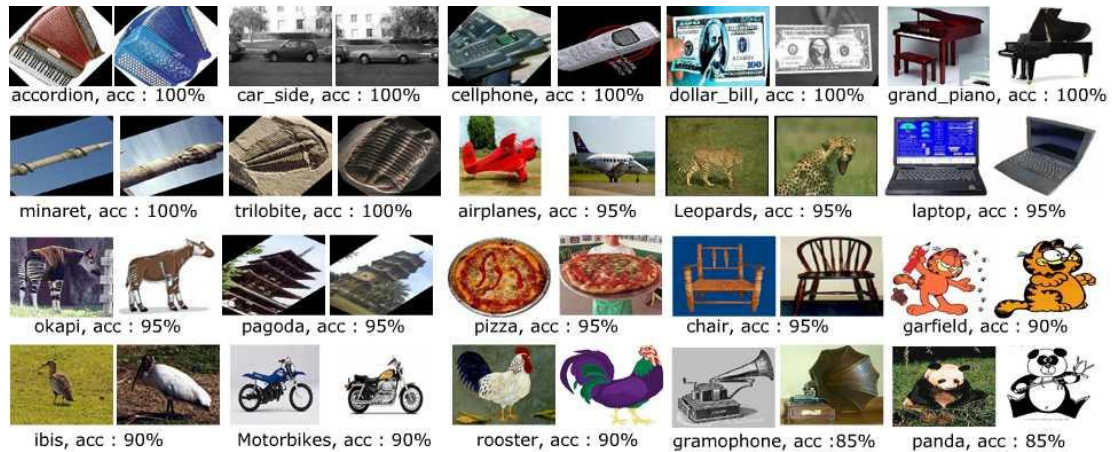 accordion, acc : 100%
car_side, acc : 100%
cellphone, acc : 100%
dollar_bill, acc : 100%
grand_piano, acc : 100%
minaret, acc : 100%
trilobite, acc : 100%
airplanes, acc : 95%
Leopards, acc : 95%
laptop, acc : 95%
okapi, acc : 95%
pagoda, acc : 95%
pizza, acc : 95%
chair, acc : 95%
garfield, acc : 90%
ibis, acc : 90%
Motorbikes, acc : 90%
rooster, acc : 90%
gramophone, acc :85%
panda, acc : 85%